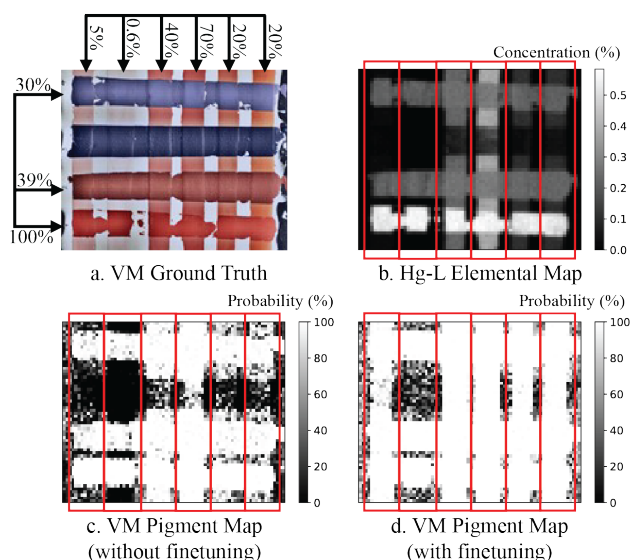 5% 0.6% 40% 70% 20% 20%
30%
39%
100%
a. VM Ground Truth
Concentration (%)
0.5
0.4
0.3
0.2
0.1
0.0
b. Hg-L Elemental Map
Probability (%)
100
80
60
40
20
0
c. VM Pigment Map
(without finetuning)
Probability (%)
100
80
60
40
20
0
d. VM Pigment Map
(with finetuning)